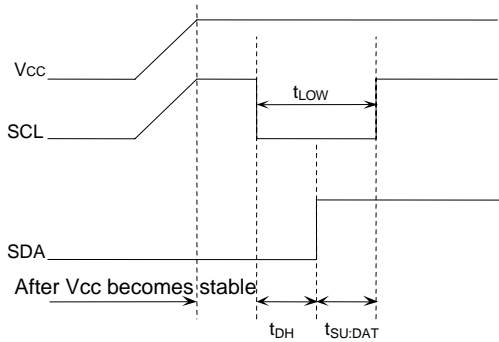 VCC
tLOW
SCL
SDA
After Vcc becomes stable
tDH
tSU:DAT